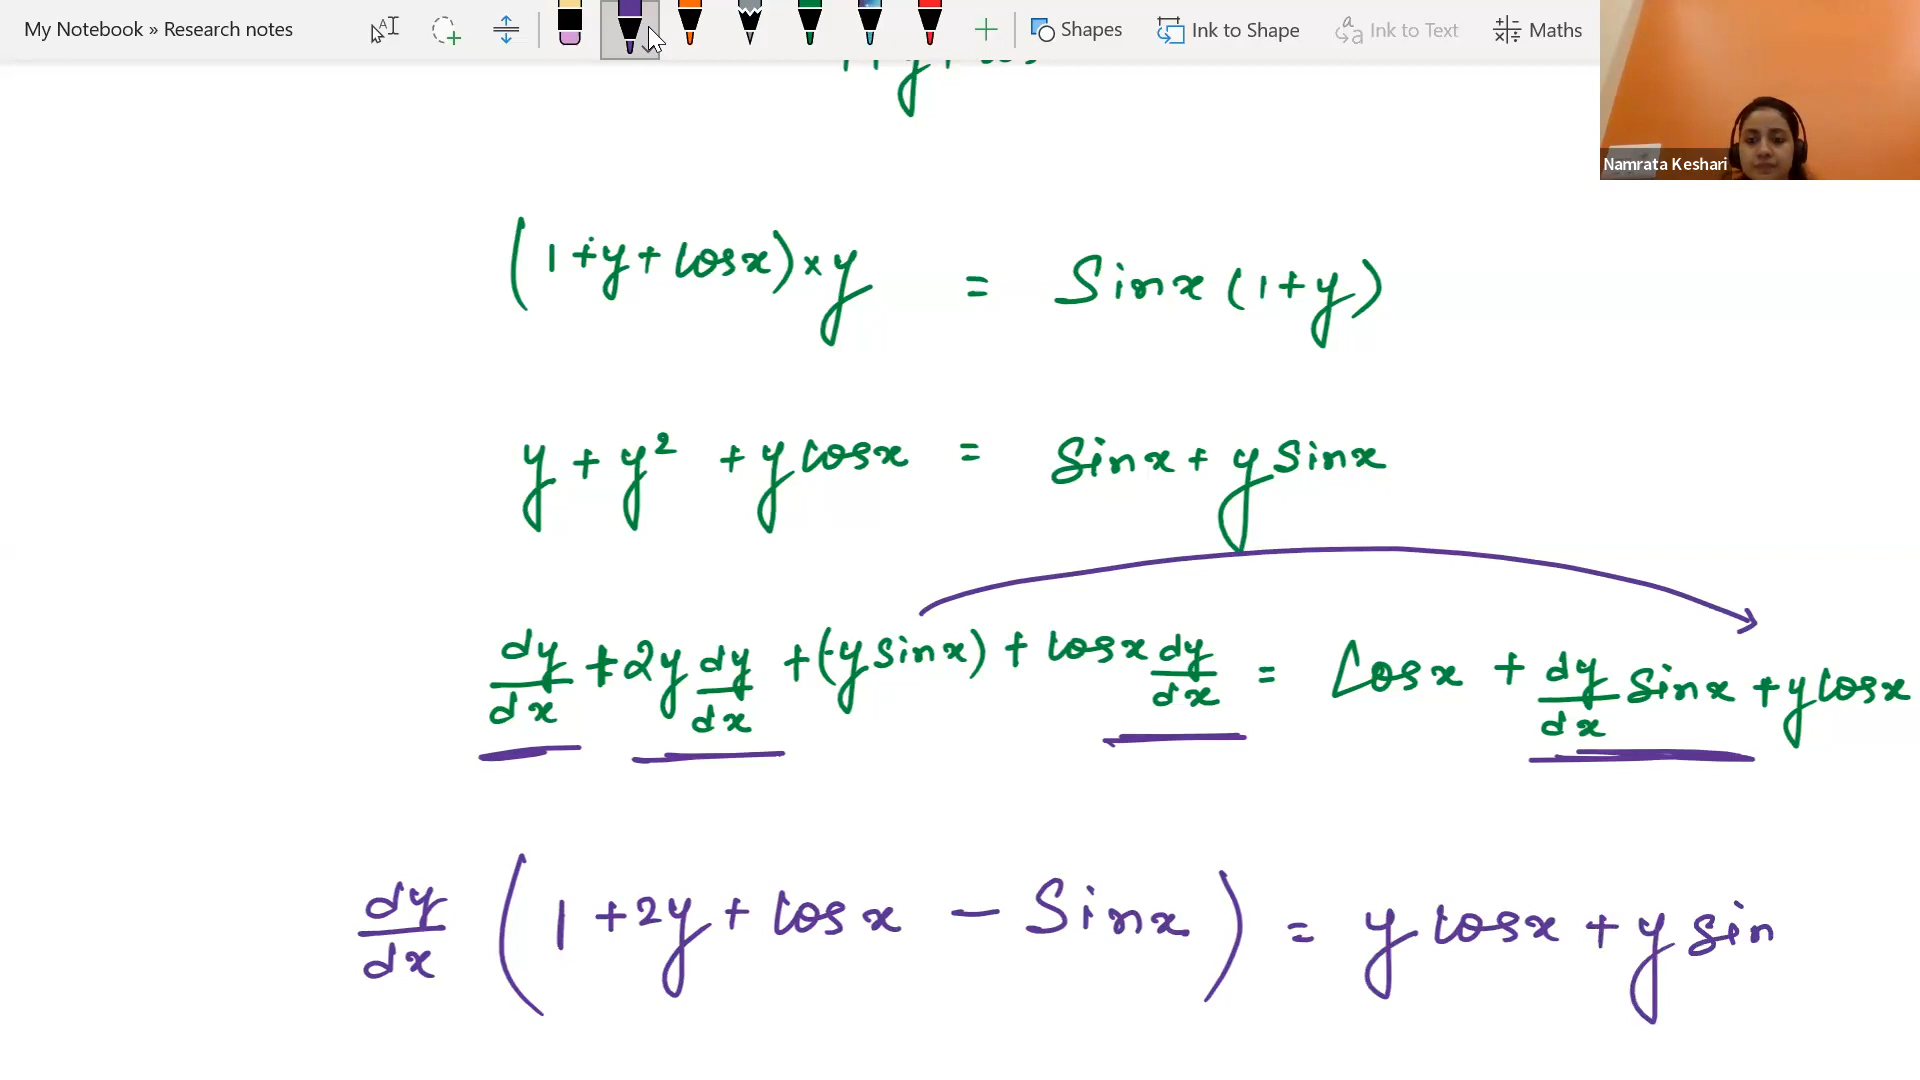 My Notebook » Research notes
Shapes
Ink to Shape
Ink to Text
Maths
Namrata Keshari
(1+y+cosx)×y = Sinx(1+y)
y + y² + ycosx = sinx + ysinx
dy/dx + 2y dy/dx + (-ysinx) + cosx dy/dx = Cosx + dy/dx sinx + ycosx
dy/dx (1+2y+cosx - Sinx) = ycosx + y sin